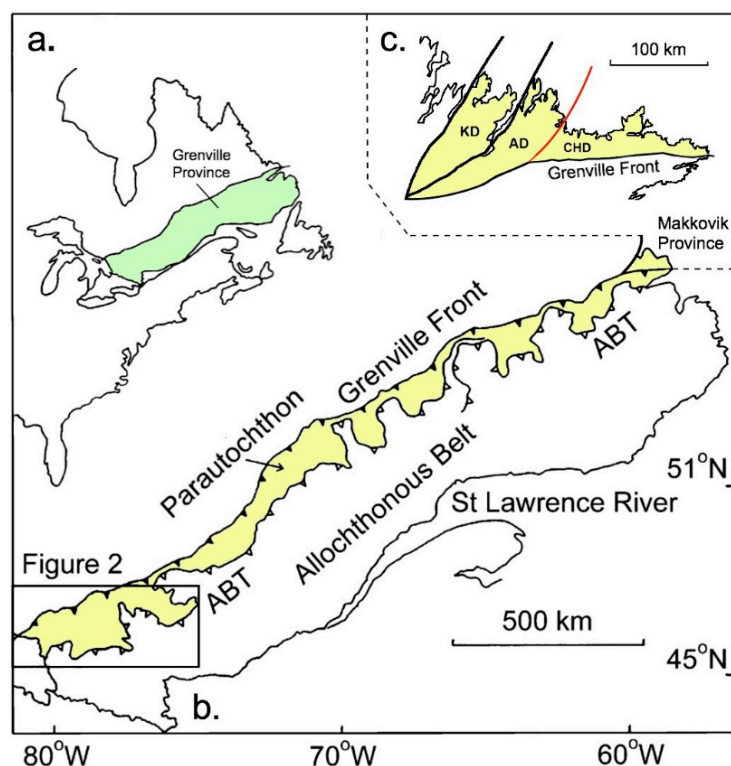 a.
Grenville
Province
c.
100 km
KD
AD
CHD
Grenville Front
Makkovik
Province
Grenville Front
ABT
Parautochthon
Allochthonous Belt
51°N
St Lawrence River
Figure 2
ABT
500 km
45°N
b.
80°W
70°W
60°W